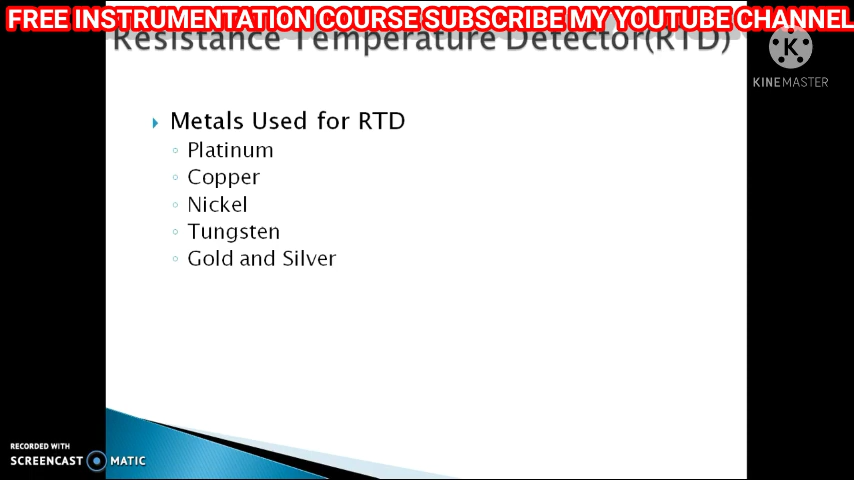 FREE INSTRUMENTATION COURSE SUBSCRIBE MY YOUTUBE CHANNEL
Resistance Temperature Detector(RTD)
KINEMASTER
Metals Used for RTD
Platinum
Copper
Nickel
Tungsten
Gold and Silver
RECORDED WITH
SCREENCAST MATIC